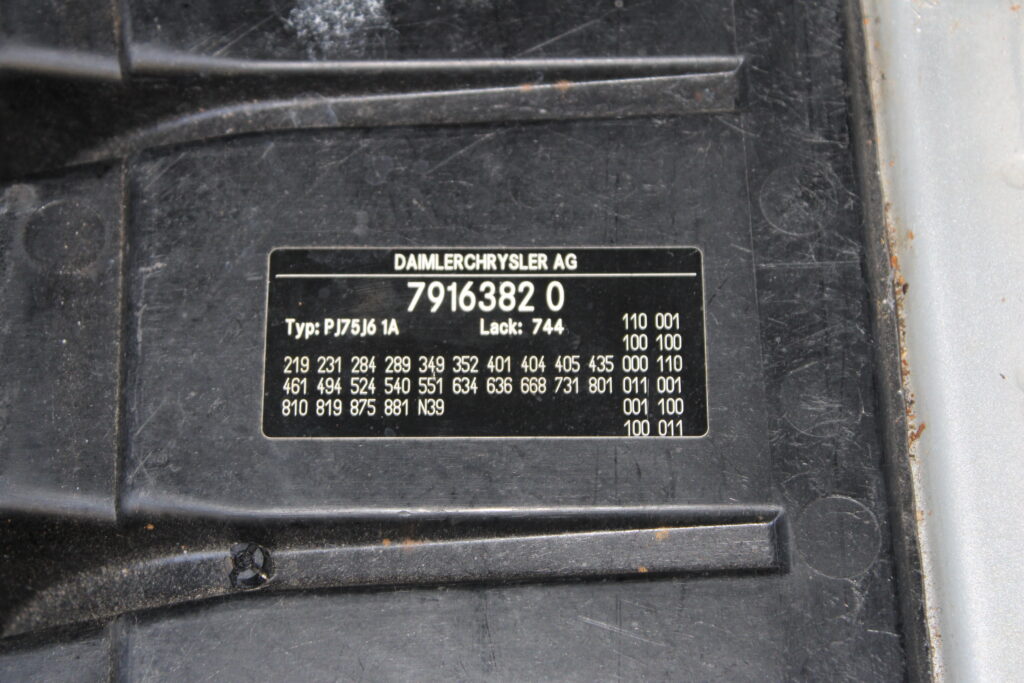 DAIMLERCHRYSLER AG
7916382 0
Typ: PJ75J6 1A Lack: 744 110 001
100 100
219 231 284 289 349 352 401 404 405 435 000 110
461 494 524 540 551 634 636 668 731 801 011 001
810 819 875 881 N39 001 100
100 011